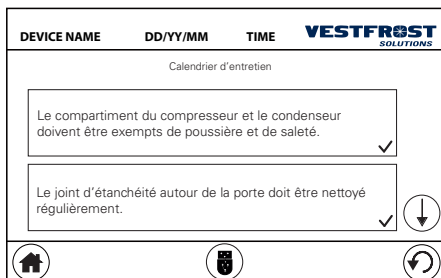 DEVICE NAME DD/YY/MM TIME VESTFROST
SOLUTIONS
Calendrier d'entretien
Le compartiment du compresseur et le condenseur
doivent être exempts de poussière et de saleté.
Le joint d'étanchéité autour de la porte doit être nettoyé
régulièrement.